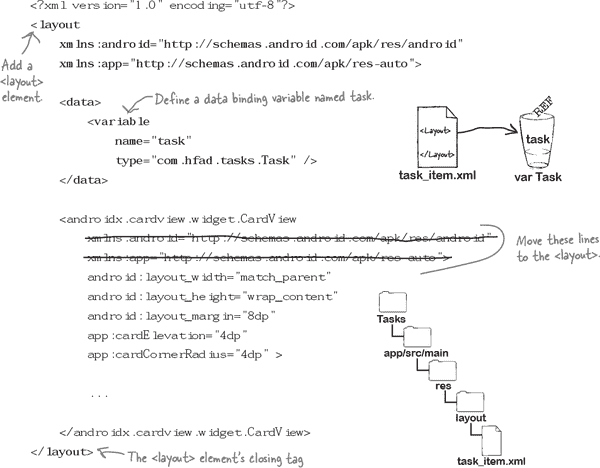 <?xml version="1.0" encoding="utf-8"?>
<layout
xmlns:android="http://schemas.android.com/apk/res/android"
xmlns:app="http://schemas.android.com/apk/res-auto">
Add a
<layout>
element.
<data>
Define a data binding variable named task.
<variable
name="task"
type="com.hfad.tasks.Task" />
</data>
<Layout>
</Layout>
task_item.xml
REF
task
var Task
<androidx.cardview.widget.CardView
xmlns:android="http://schemas.android.com/apk/res/android"
xmlns:app="http://schemas.android.com/apk/res-auto">
Move these lines
to the <layout>.
android:layout_width="match_parent"
android:layout_height="wrap_content"
android:layout_margin="8dp"
app:cardElevation="4dp"
app:cardCornerRadius="4dp" >
...
</androidx.cardview.widget.CardView>
</layout>
The <layout> element's closing tag
Tasks
app/src/main
res
layout
task_item.xml